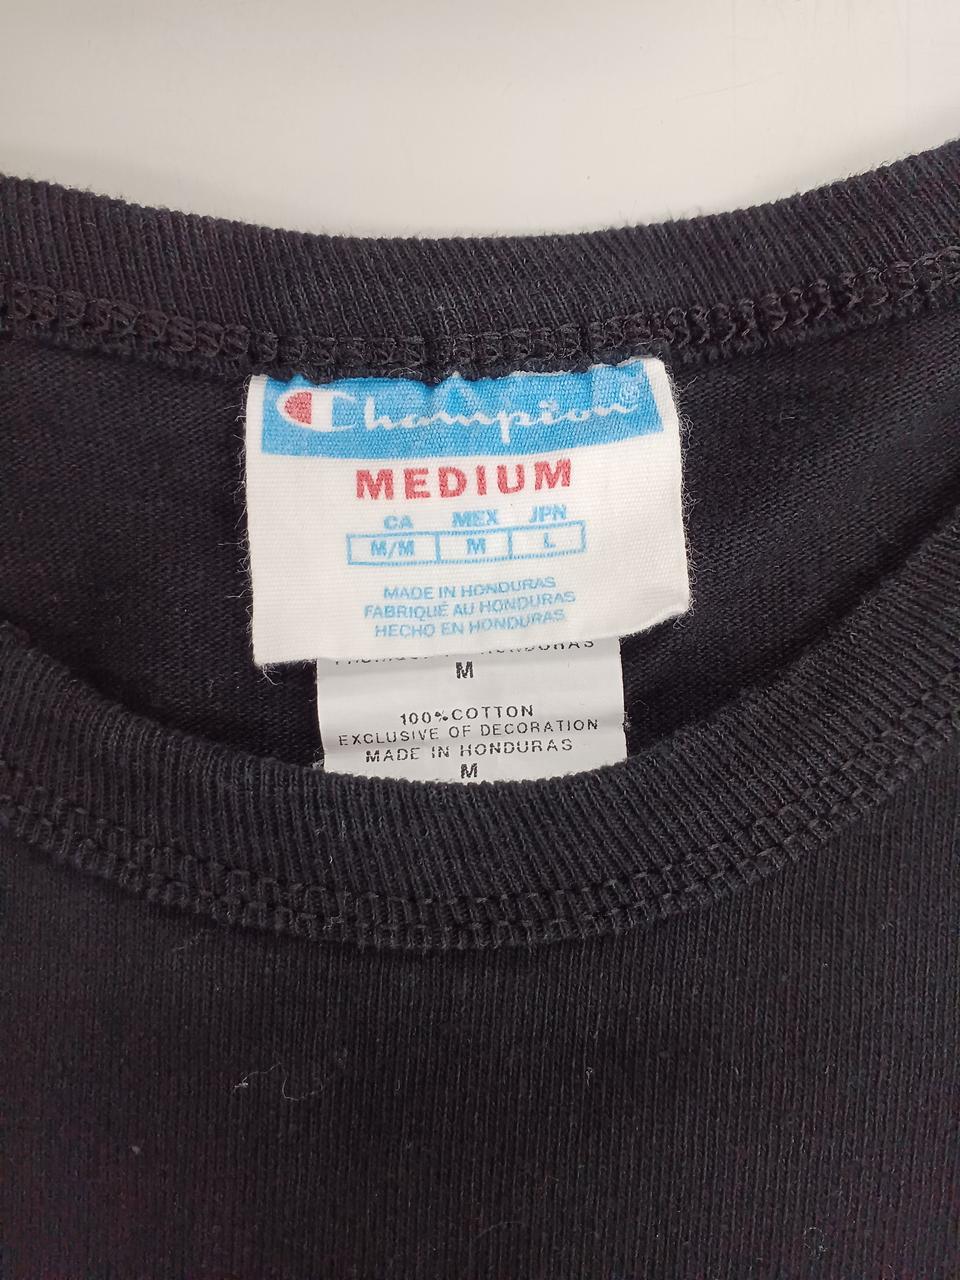 Champion®
MEDIUM
CA MEX JPN
M/M M L
MADE IN HONDURAS
FABRIQUÉ AU HONDURAS
HECHO EN HONDURAS
HONDURAS
M
100% COTTON
EXCLUSIVE OF DECORATION
MADE IN HONDURAS
M